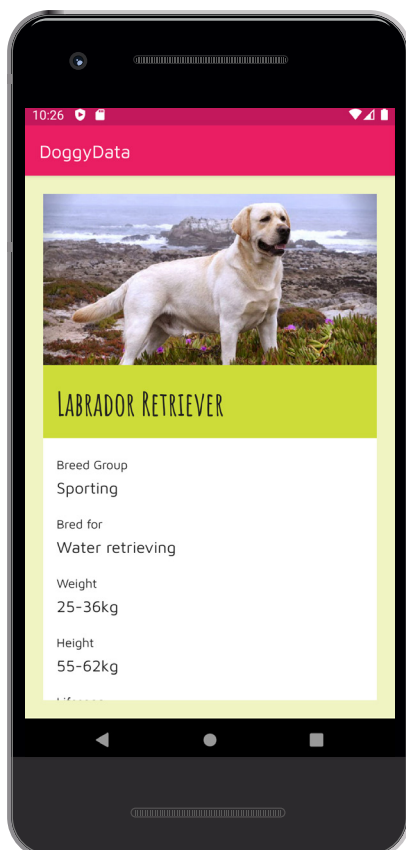 10:26
DoggyData
Labrador Retriever
Breed Group
Sporting
Bred for
Water retrieving
Weight
25-36kg
Height
55-62kg